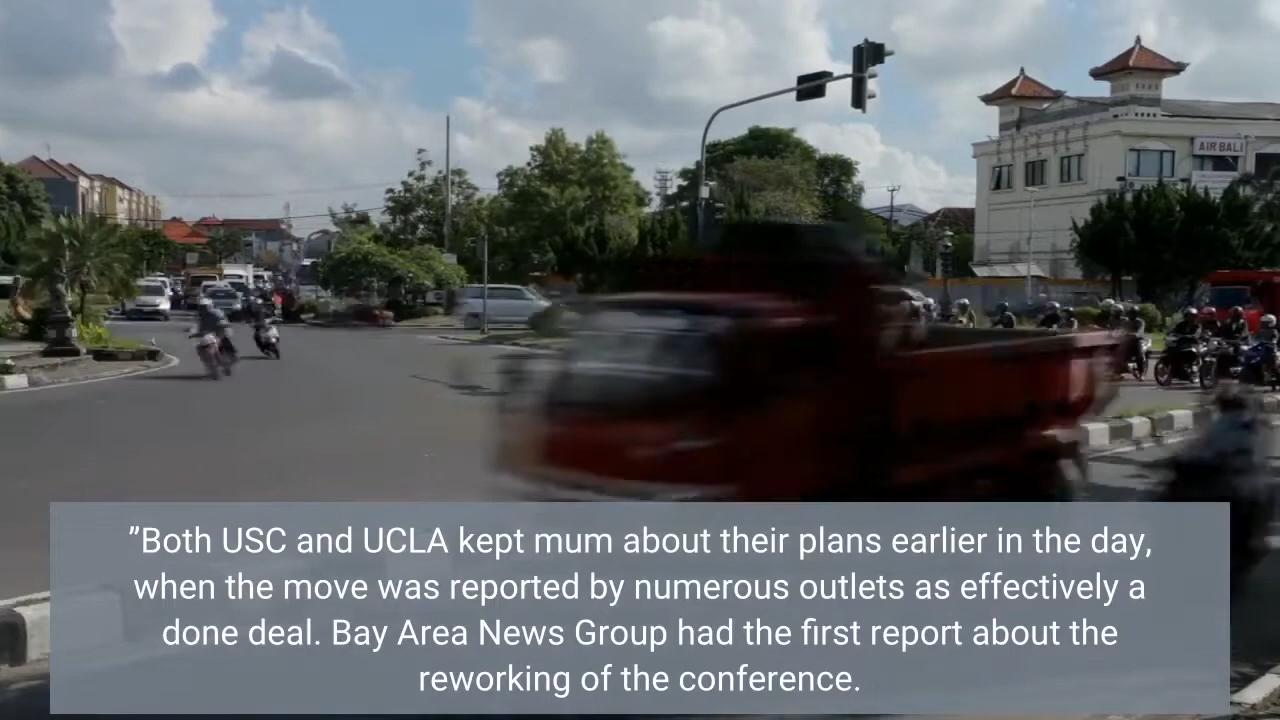 AIR BALI
”Both USC and UCLA kept mum about their plans earlier in the day,
when the move was reported by numerous outlets as effectively a
done deal. Bay Area News Group had the first report about the
reworking of the conference.